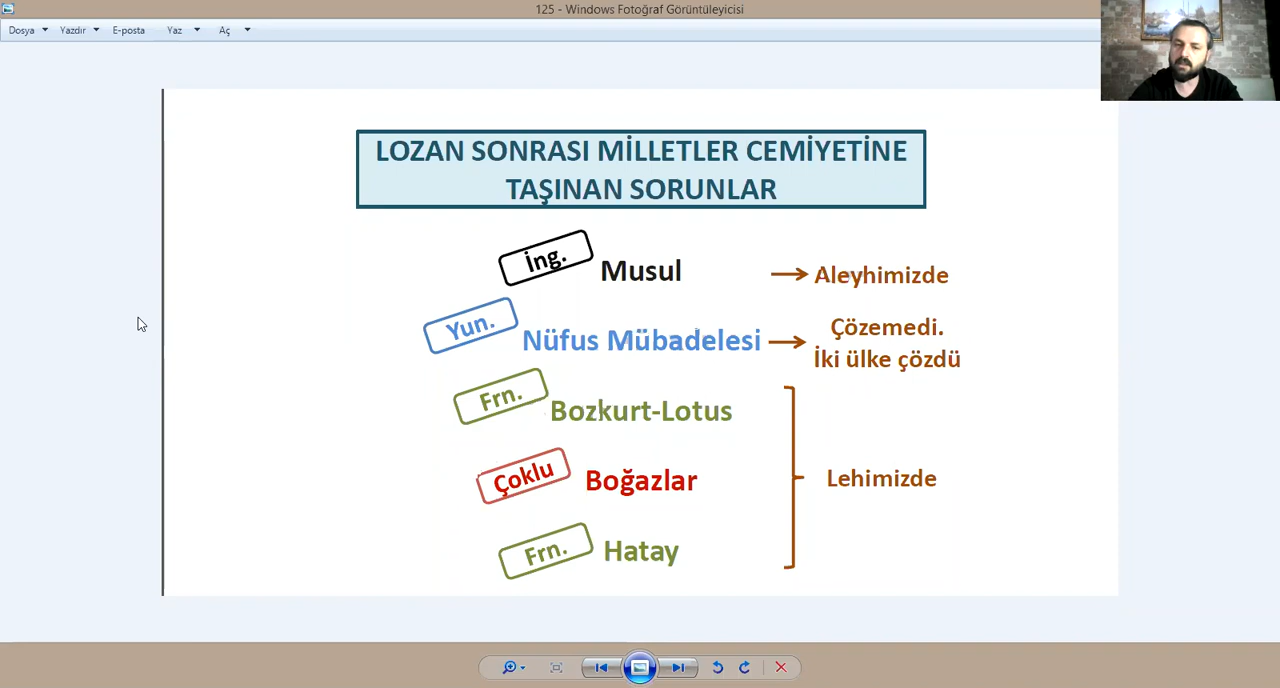 125 - Windows Fotoğraf Görüntüleyicisi
Dosya Yazdır E-posta Yaz Aç
LOZAN SONRASI MİLLETLER CEMİYETİNE
TAŞINAN SORUNLAR
İng. Musul → Aleyhimizde
Yun. Nüfus Mübadelesi → Çözemedi.
İki ülke çözdü
Frn. Bozkurt-Lotus
Çoklu Boğazlar Lehimizde
Frn. Hatay